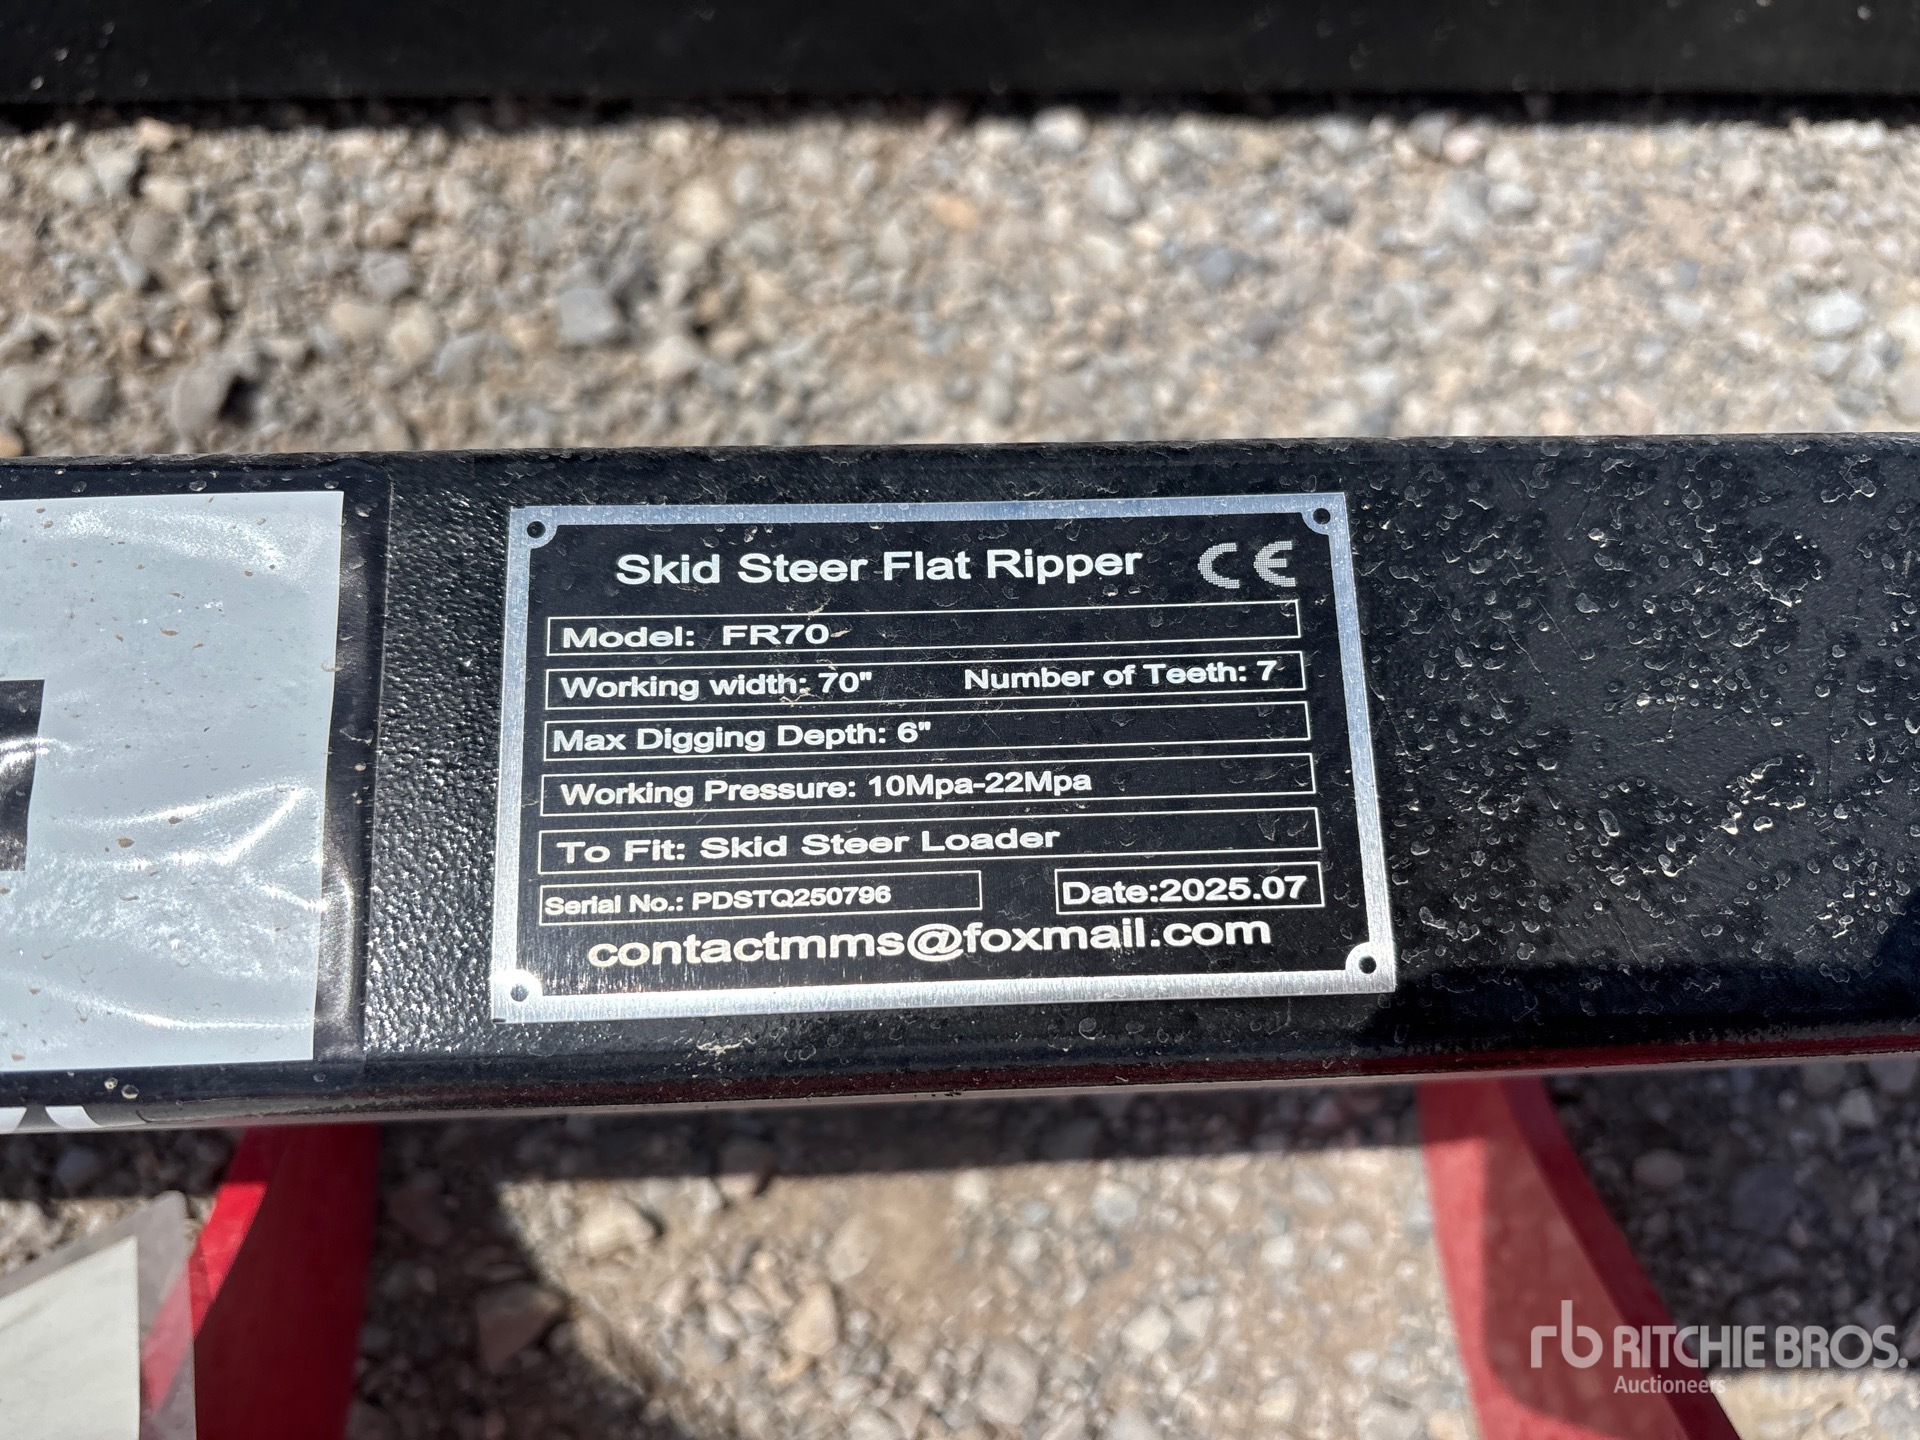 Skid Steer Flat Ripper CE
Model: FR70
Working width: 70" Number of Teeth: 7
Max Digging Depth: 6"
Working Pressure: 10Mpa-22Mpa
To Fit: Skid Steer Loader
Serial No.: PDSTQ250796 Date:2025.07
contactmms@foxmail.com
rb RITCHIE BROS.
Auctioneers